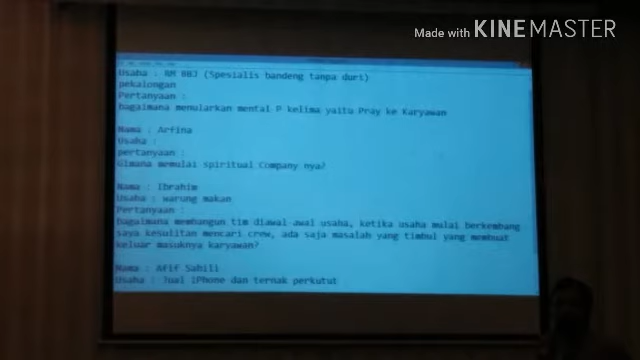 Made with KINEMASTER
Usaha : RM BBJ (Spesialis bandeng tanpa duri)
pekalongan
Pertanyaan :
bagaimana menularkan mental P kelima yaitu Pray ke Karyawan
Nama : Arfina
Usaha :
pertanyaan :
Gimana memulai spiritual Company nya?
Nama : Ibrahim
Usaha : warung makan
Pertanyaan :
bagaimana membangun tim diawal-awal usaha, ketika usaha mulai berkembang
saya kesulitan mencari crew, ada saja masalah yang timbul yang membuat
keluar masuknya karyawan?
Nama : Afif Sahili
Usaha : Jual iPhone dan ternak perkutut